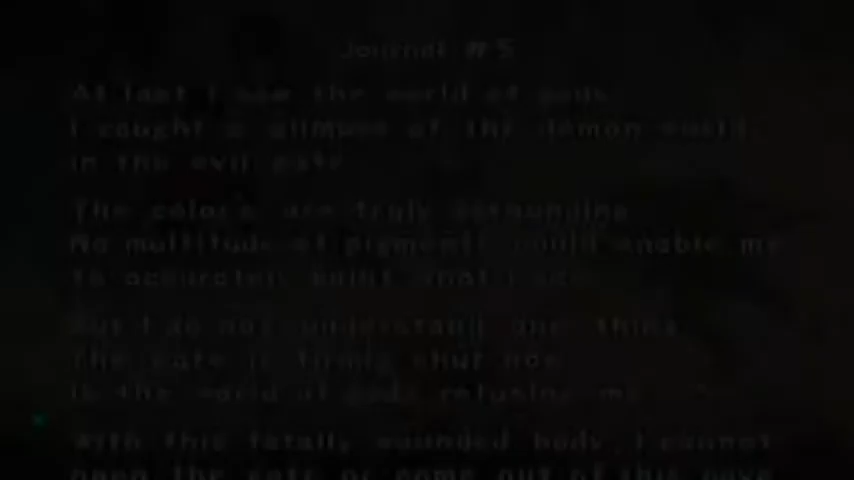 Journal #5
At last I saw the world of gods.
I caught a glimpse of the demon world
in the evil gate.
The colors are truly astounding.
No multitude of pigments could enable me
to accurately paint what I saw.
But I do not understand one thing.
The gate is firmly shut now.
Is the world of gods refusing me
With this fatally wounded body, I cannot
open the gate or come out of this cave